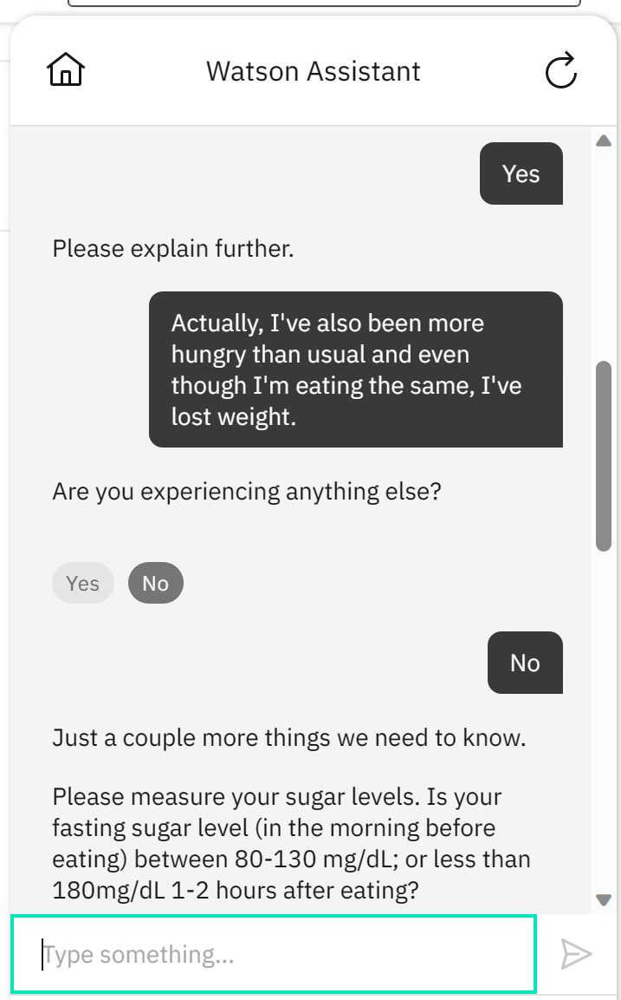 Watson Assistant
Yes
Please explain further.
Actually, I've also been more
hungry than usual and even
though I'm eating the same, I've
lost weight.
Are you experiencing anything else?
Yes No
No
Just a couple more things we need to know.
Please measure your sugar levels. Is your
fasting sugar level (in the morning before
eating) between 80-130 mg/dL; or less than
180mg/dL 1-2 hours after eating?
Type something...